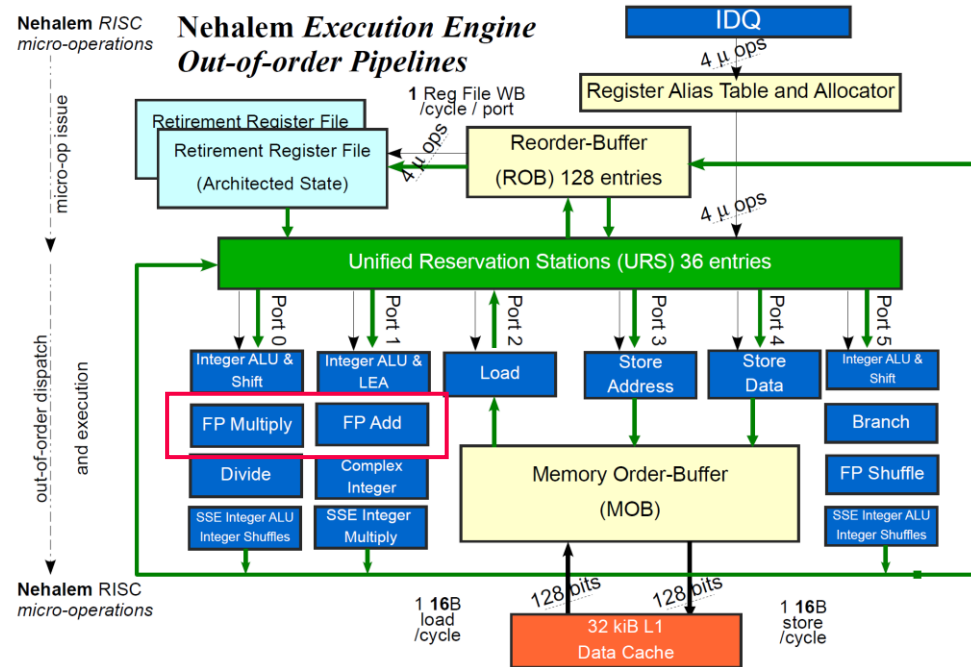 Nehalem RISC
micro-operations
Nehalem Execution Engine
Out-of-order Pipelines
IDQ
4 μ ops
Register Alias Table and Allocator
1 Reg File WB
/cycle / port
Retirement Register File
Retirement Register File
(Architected State)
4 μ ops
Reorder-Buffer
(ROB) 128 entries
4 μ ops
micro-op issue
Unified Reservation Stations (URS) 36 entries
Port 0
Port 1
Port 2
Port 3
Port 4
Port 5
Integer ALU &
Shift
Integer ALU &
LEA
Load
Store
Address
Store
Data
Integer ALU &
Shift
FP Multiply
FP Add
Branch
Divide
Complex
Integer
Memory Order-Buffer
(MOB)
FP Shuffle
SSE Integer ALU
Integer Shuffles
SSE Integer
Multiply
SSE Integer ALU
Integer Shuffles
out-of-order dispatch
and execution
Nehalem RISC
micro-operations
1 16B
load
/cycle
128 bits
128 bits
1 16B
store
/cycle
32 kiB L1
Data Cache